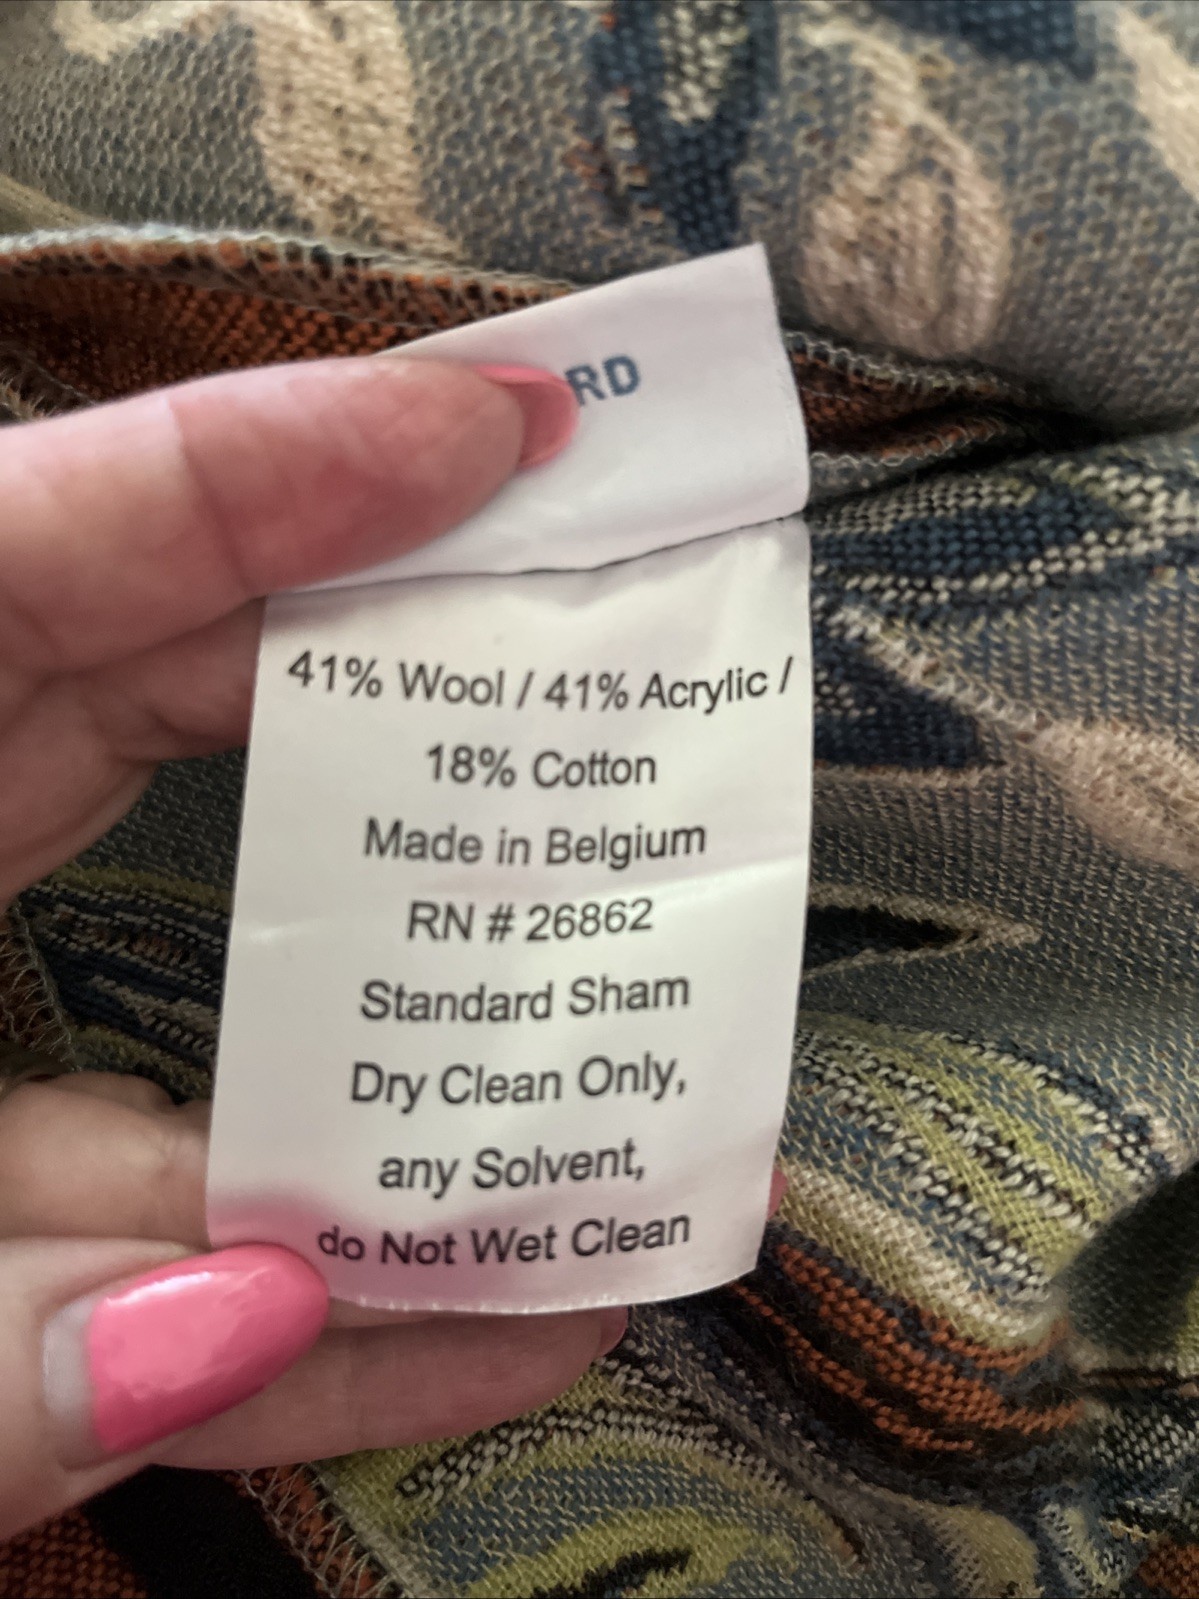 RD
41% Wool / 41% Acrylic /
18% Cotton
Made in Belgium
RN # 26862
Standard Sham
Dry Clean Only,
any Solvent,
do Not Wet Clean